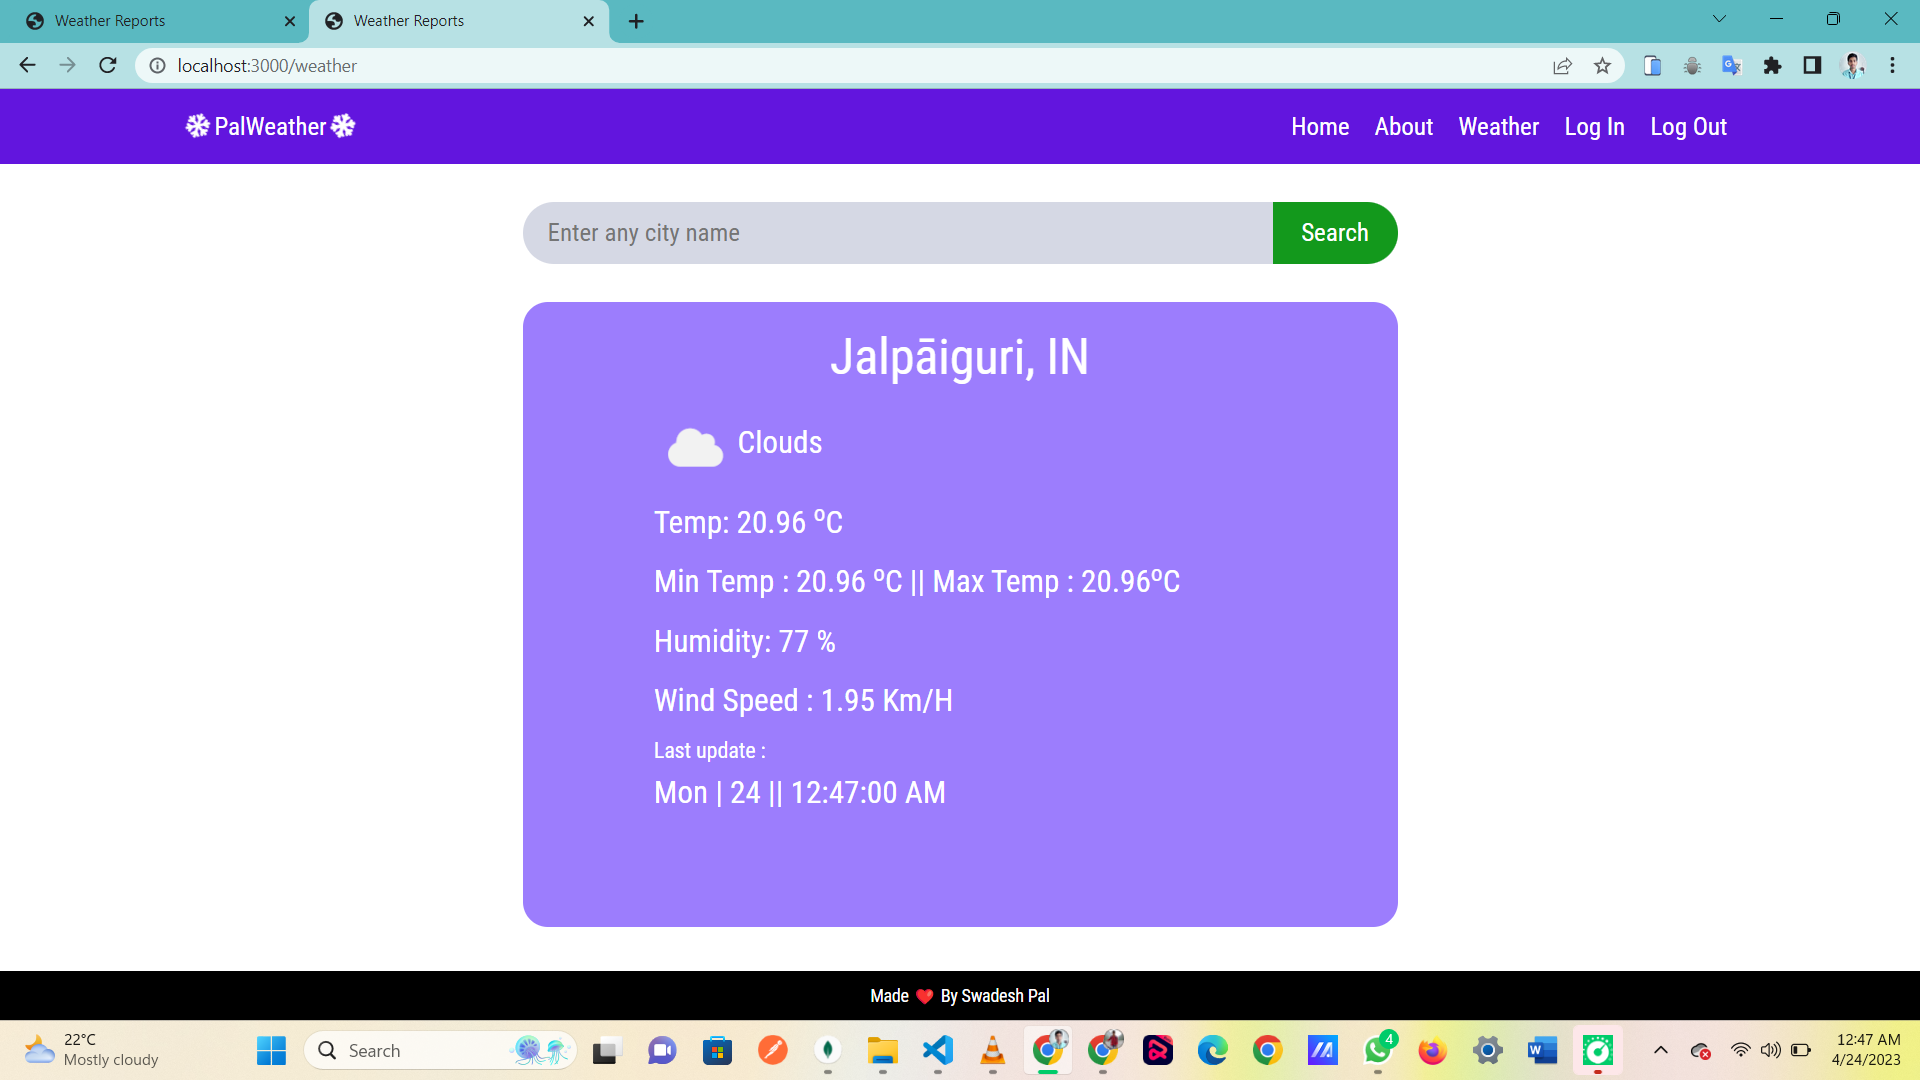 Weather Reports
Weather Reports
localhost:3000/weather
PalWeather
Home About Weather Log In Log Out
Enter any city name
Search
Jalpāiguri, IN
Clouds
Temp: 20.96 ºC
Min Temp : 20.96 ºC || Max Temp : 20.96ºC
Humidity: 77 %
Wind Speed : 1.95 Km/H
Last update :
Mon | 24 || 12:47:00 AM
Made ❤️ By Swadesh Pal
22°C
Mostly cloudy
Search
4
12:47 AM
4/24/2023